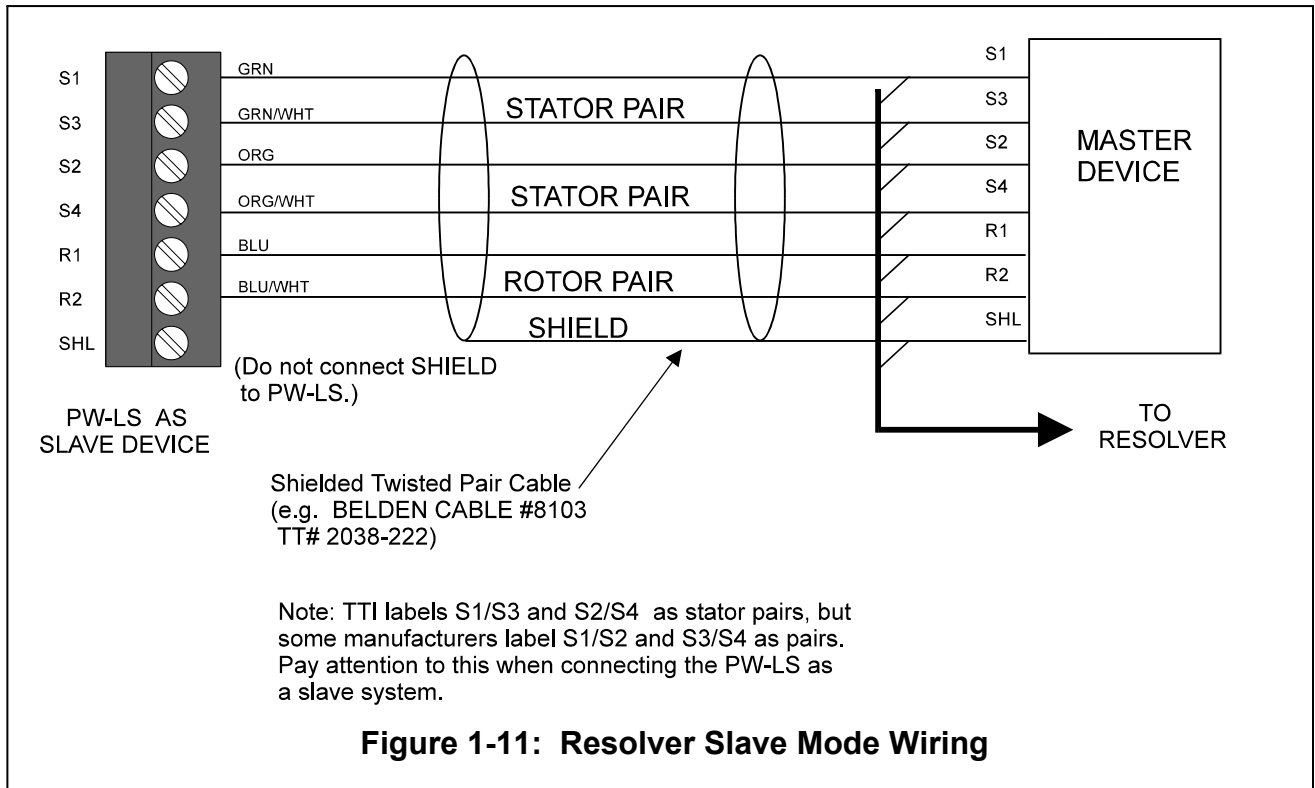 S1
S3
S2
S4
R1
R2
SHL
GRN
GRN/WHT
ORG
ORG/WHT
BLU
BLU/WHT
STATOR PAIR
STATOR PAIR
ROTOR PAIR
SHIELD
S1
S3
S2
S4
R1
R2
SHL
MASTER
DEVICE
(Do not connect SHIELD
to PW-LS.)
PW-LS AS
SLAVE DEVICE
TO
RESOLVER
Shielded Twisted Pair Cable
(e.g. BELDEN CABLE #8103
TT# 2038-222)
Note: TTI labels S1/S3 and S2/S4 as stator pairs, but
some manufacturers label S1/S2 and S3/S4 as pairs.
Pay attention to this when connecting the PW-LS as
a slave system.
Figure 1-11: Resolver Slave Mode Wiring